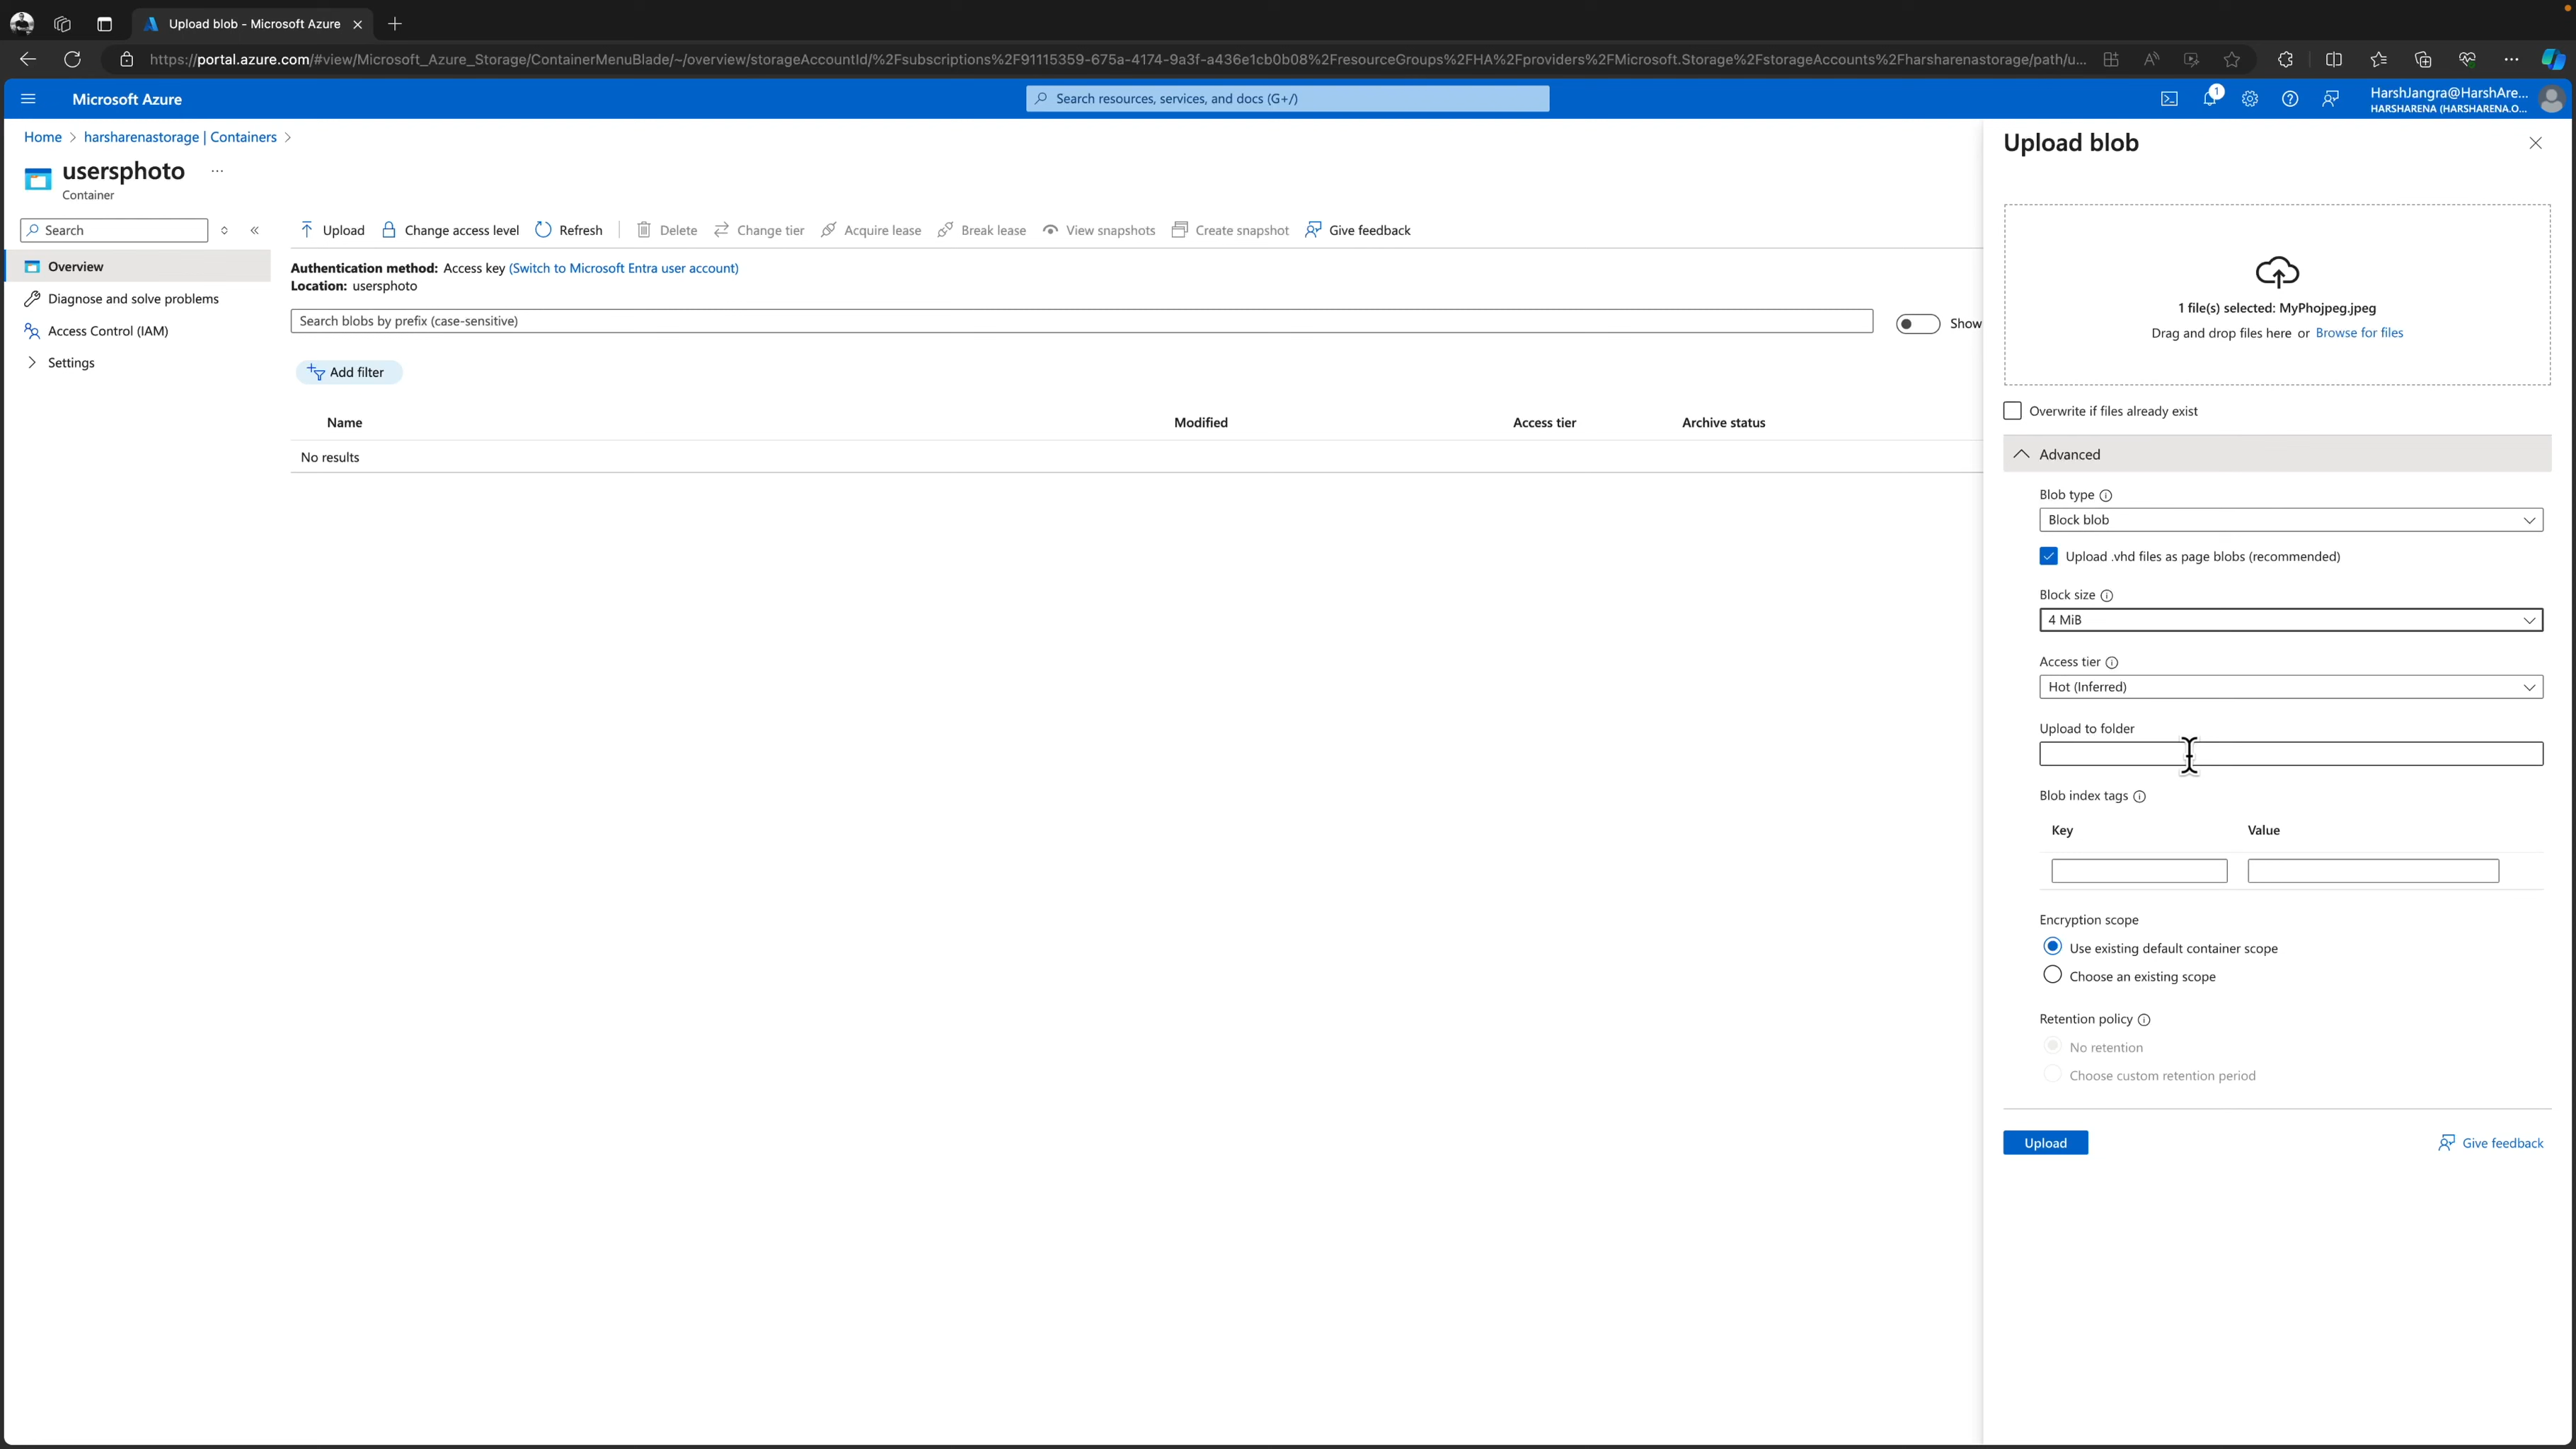 Upload blob - Microsoft Azure
https://portal.azure.com/#view/Microsoft_Azure_Storage/ContainerMenuBlade/~/overview/storageAccountId/%2Fsubscriptions%2F91115359-675a-4174-9a3f-a436e1cb0b08%2FresourceGroups%2FHA%2Fproviders%2FMicrosoft.Storage%2FstorageAccounts%2Fharsharenastorage/path/u...
Microsoft Azure
Search resources, services, and docs (G+/)
1
HarshJangra@HarshAre...
HARSHARENA (HARSHARENA.O...
Home > harsharenastorage | Containers >
usersphoto ...
Container
Search
Overview
Diagnose and solve problems
Access Control (IAM)
Settings
Upload Change access level Refresh Delete Change tier Acquire lease Break lease View snapshots Create snapshot Give feedback
Authentication method: Access key (Switch to Microsoft Entra user account)
Location: usersphoto
Search blobs by prefix (case-sensitive)
Show
Add filter
Name Modified Access tier Archive status
No results
Upload blob
1 file(s) selected: MyPhojpeg.jpeg
Drag and drop files here or Browse for files
Overwrite if files already exist
Advanced
Blob type
Block blob
Upload .vhd files as page blobs (recommended)
Block size
4 MiB
Access tier
Hot (Inferred)
Upload to folder
Blob index tags
Key Value
Encryption scope
Use existing default container scope
Choose an existing scope
Retention policy
No retention
Choose custom retention period
Upload
Give feedback